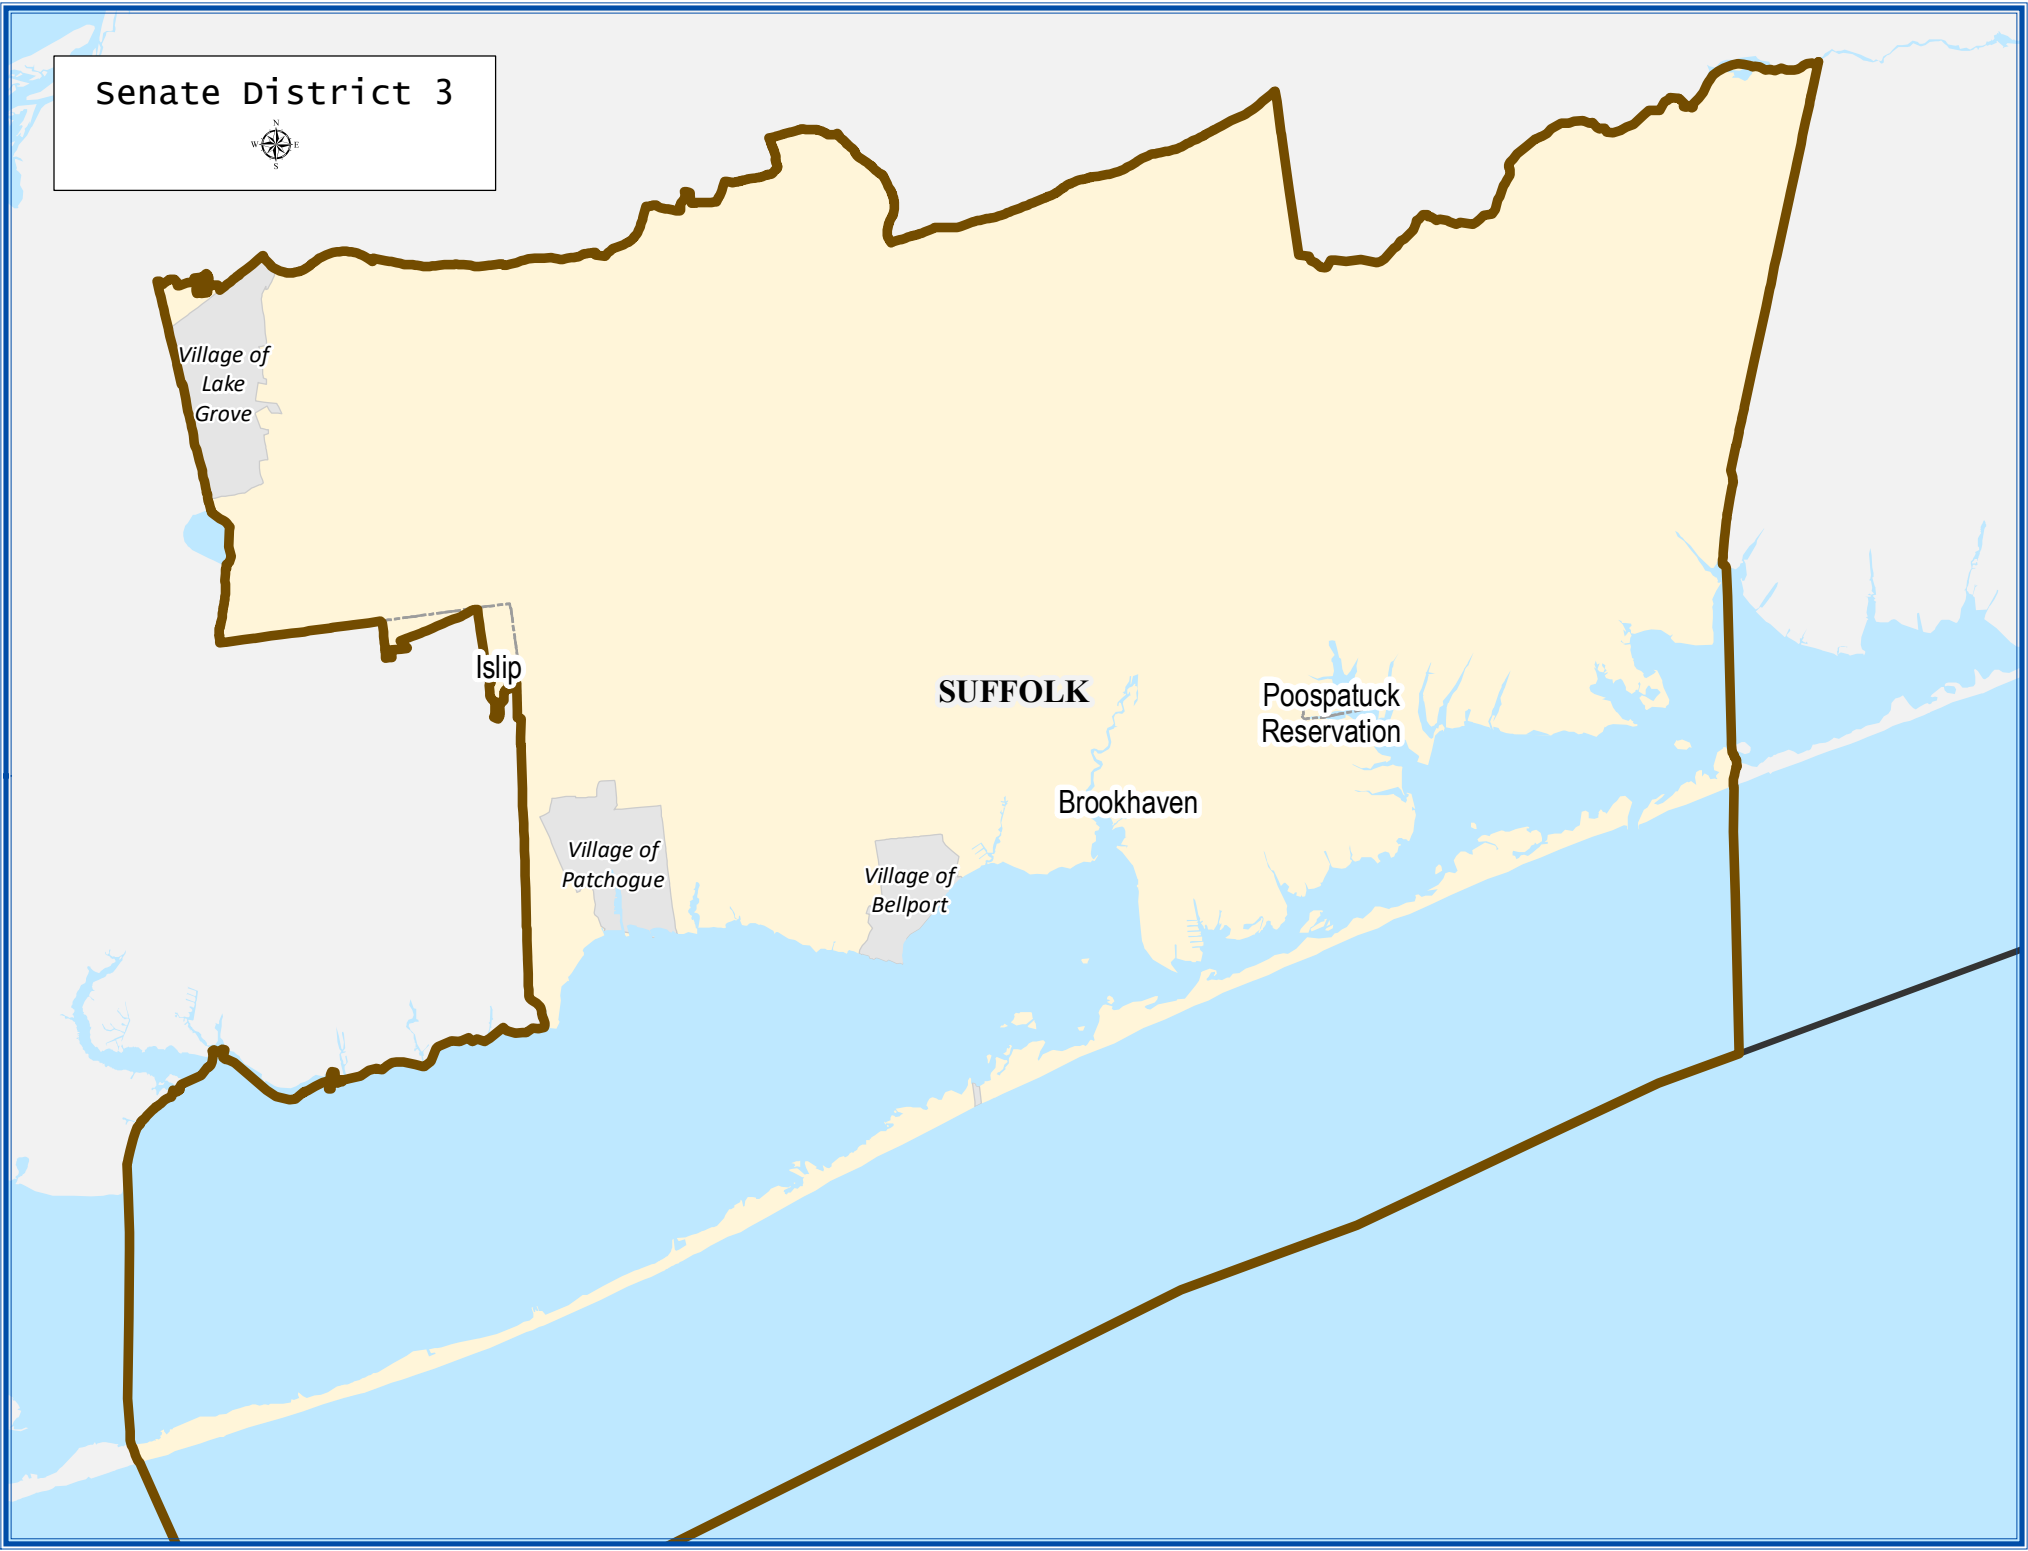 Senate District 3
N
W E
S
Village of
Lake
Grove
Islip
SUFFOLK
Poospatuck
Reservation
Brookhaven
Village of
Patchogue
Village of
Bellport